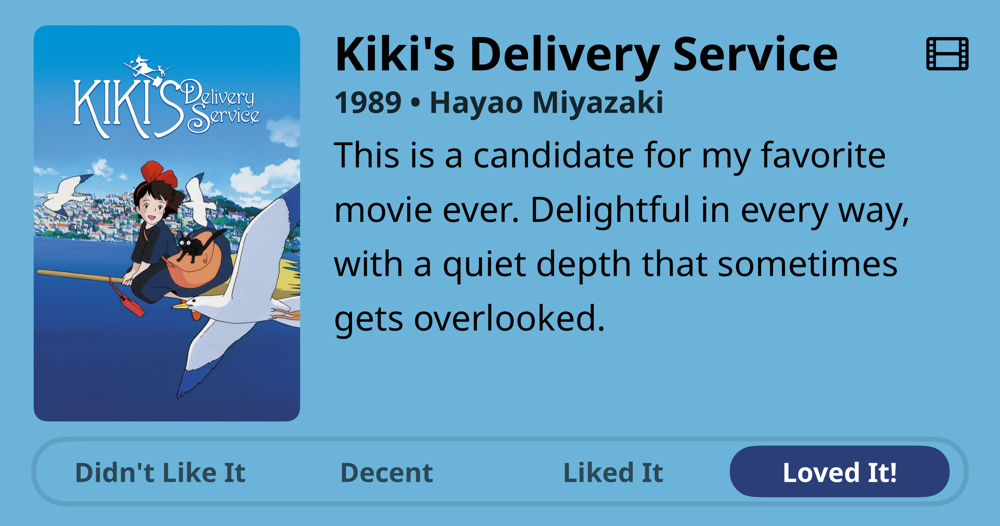 KIKI'S Delivery
Service
Kiki's Delivery Service
1989 • Hayao Miyazaki
This is a candidate for my favorite
movie ever. Delightful in every way,
with a quiet depth that sometimes
gets overlooked.
Didn't Like It Decent Liked It Loved It!